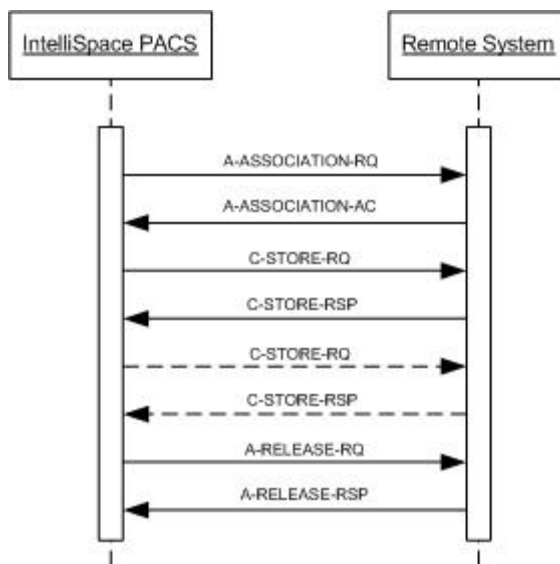 IntelliSpace PACS
Remote System
A-ASSOCIATION-RQ
A-ASSOCIATION-AC
C-STORE-RQ
C-STORE-RSP
C-STORE-RQ
C-STORE-RSP
A-RELEASE-RQ
A-RELEASE-RSP